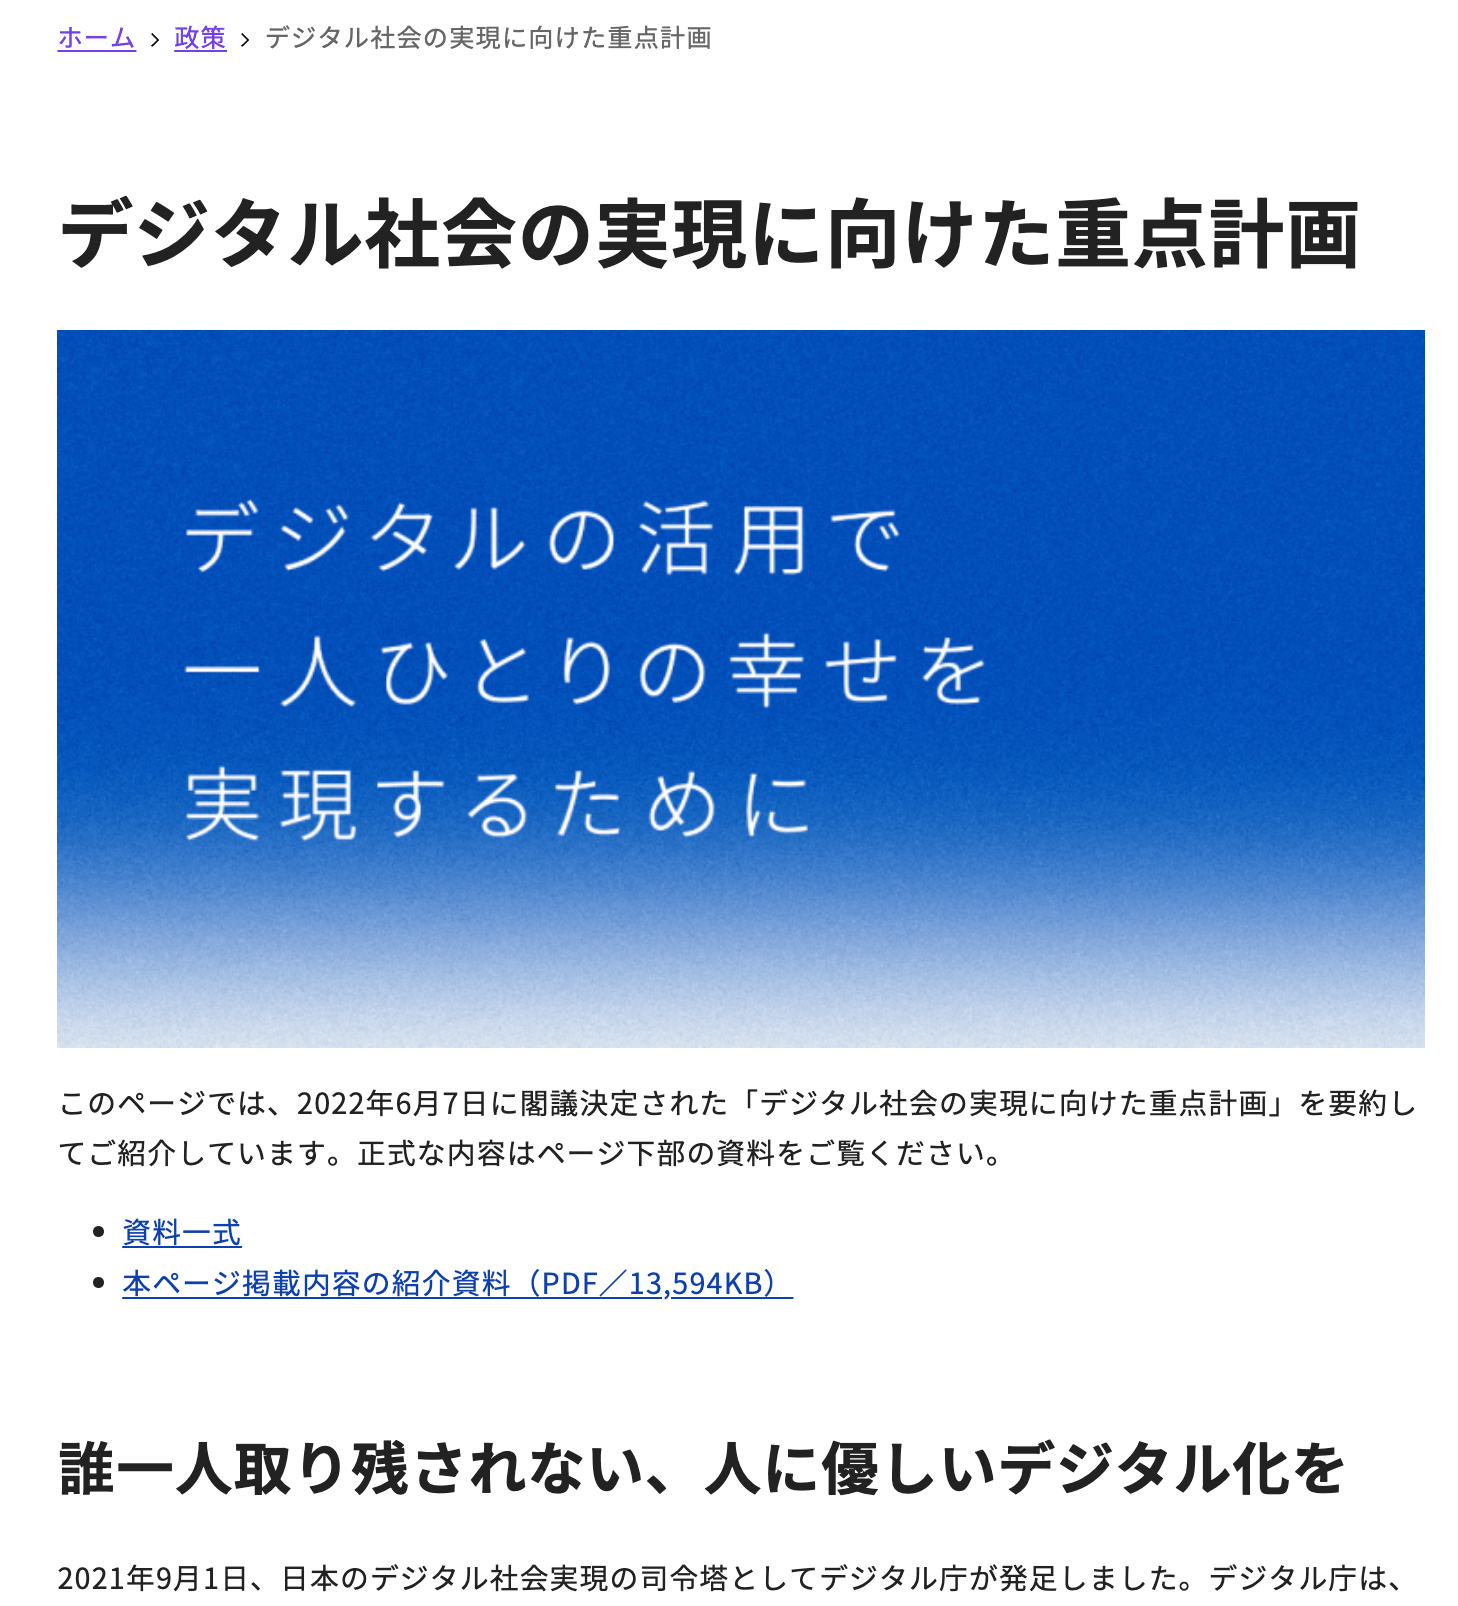 ホーム › 政策 › デジタル社会の実現に向けた重点計画
デジタル社会の実現に向けた重点計画
デジタルの活用で
一人ひとりの幸せを
実現するために
このページでは、2022年6月7日に閣議決定された「デジタル社会の実現に向けた重点計画」を要約し
てご紹介しています。正式な内容はページ下部の資料をご覧ください。
• 資料一式
• 本ページ掲載内容の紹介資料（PDF／13,594KB）
誰一人取り残されない、人に優しいデジタル化を
2021年9月1日、日本のデジタル社会実現の司令塔としてデジタル庁が発足しました。デジタル庁は、